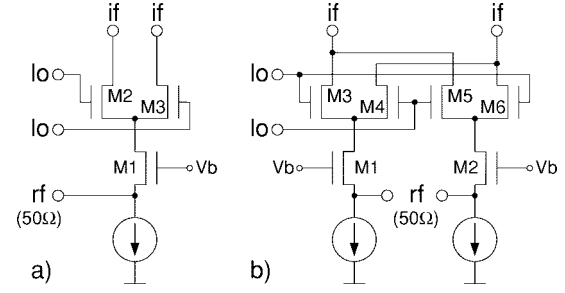 if if if if
lo lo
M2 M3 M3 M4 M5 M6
lo lo
M1 Vb Vb M1 M2 Vb
rf rf
(50Ω) (50Ω)
a) b)